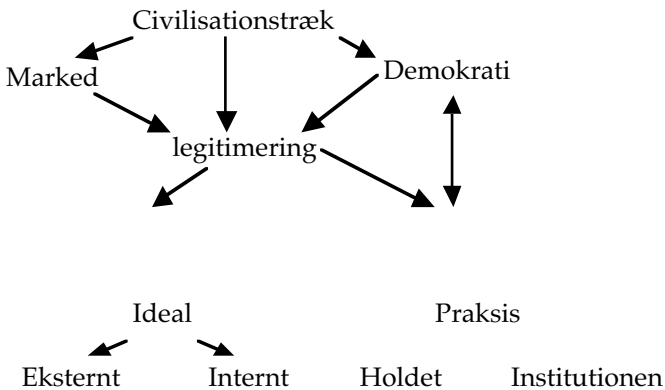 Civilisationstræk
Marked
Demokrati
legitimering
Ideal
Praksis
Eksternt
Internt
Holdet
Institutionen